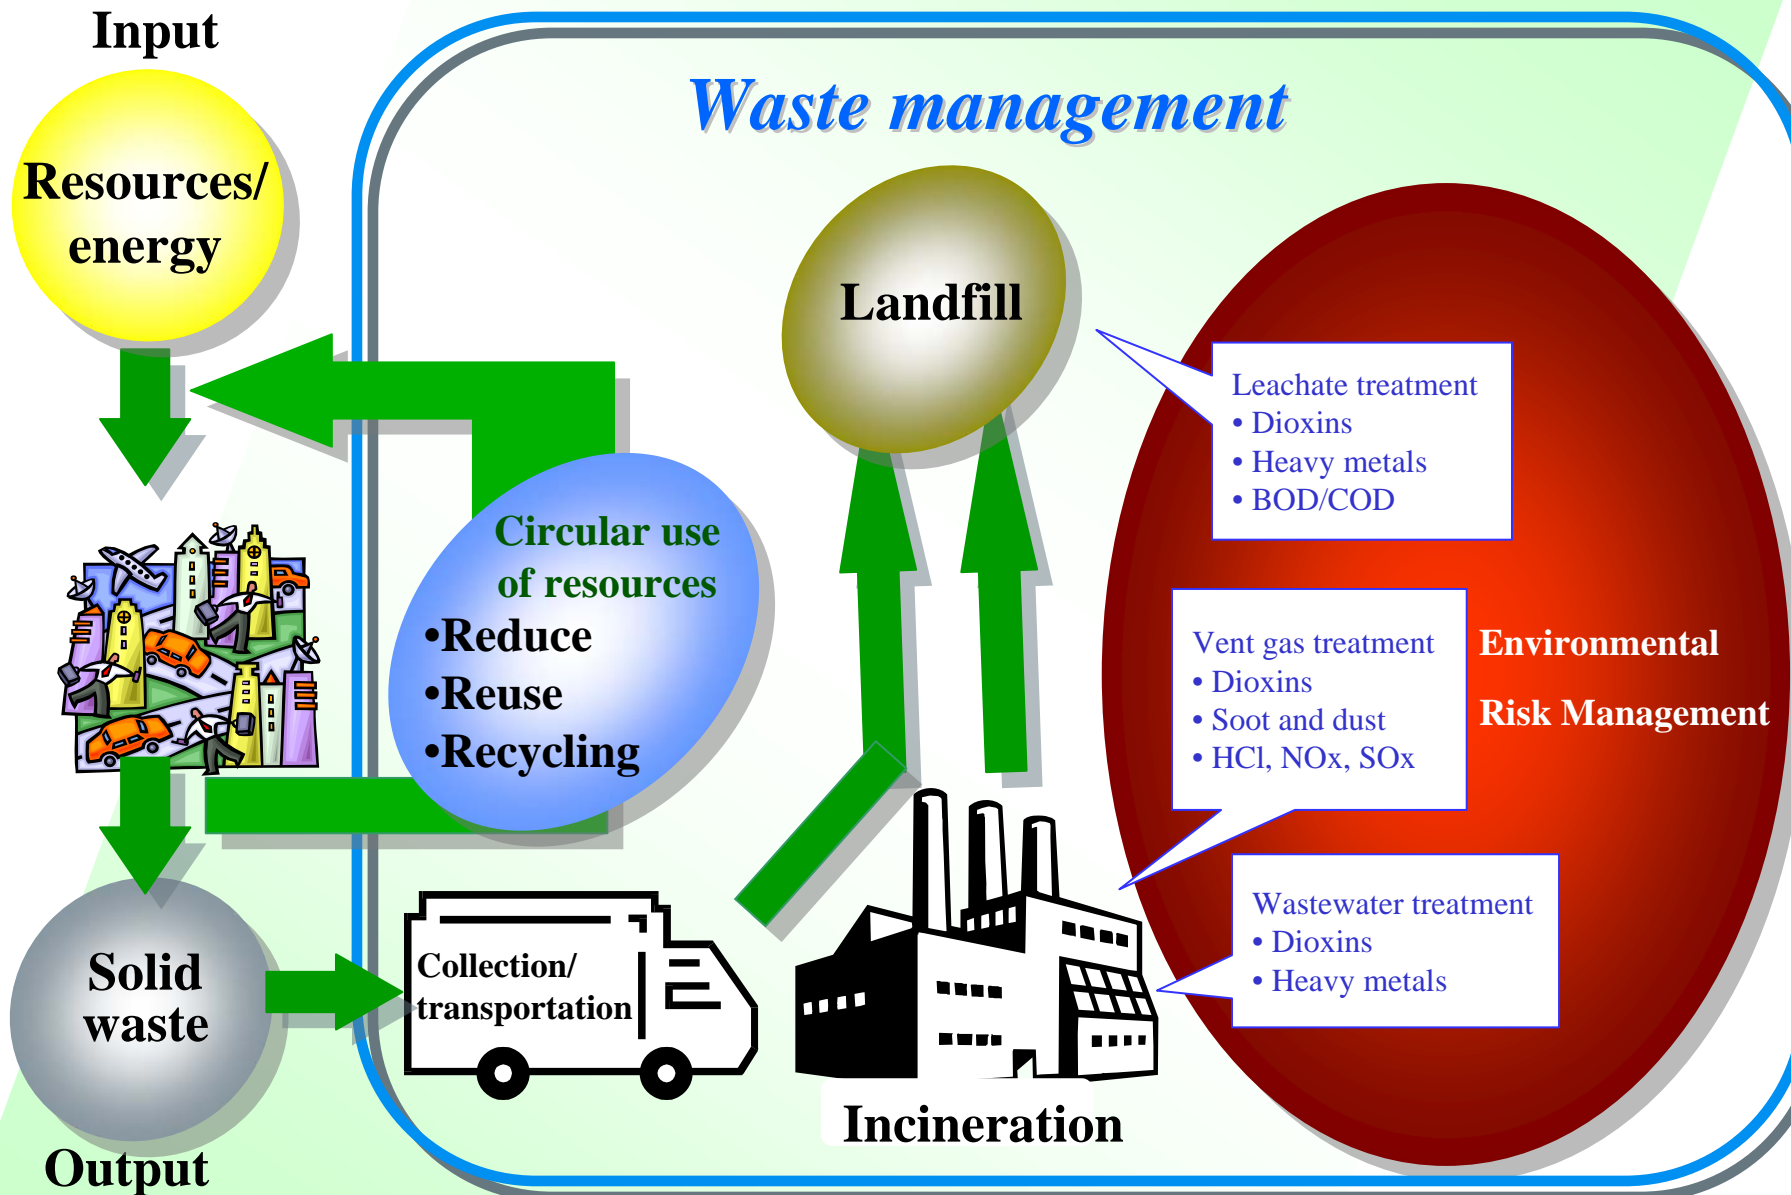 Input
Resources/
energy
Waste management
Landfill
Leachate treatment
• Dioxins
• Heavy metals
• BOD/COD
Circular use
of resources
•Reduce
•Reuse
•Recycling
Vent gas treatment
• Dioxins
• Soot and dust
• HCl, NOx, SOx
Environmental
Risk Management
Wastewater treatment
• Dioxins
• Heavy metals
Solid
waste
Collection/
transportation
Incineration
Output